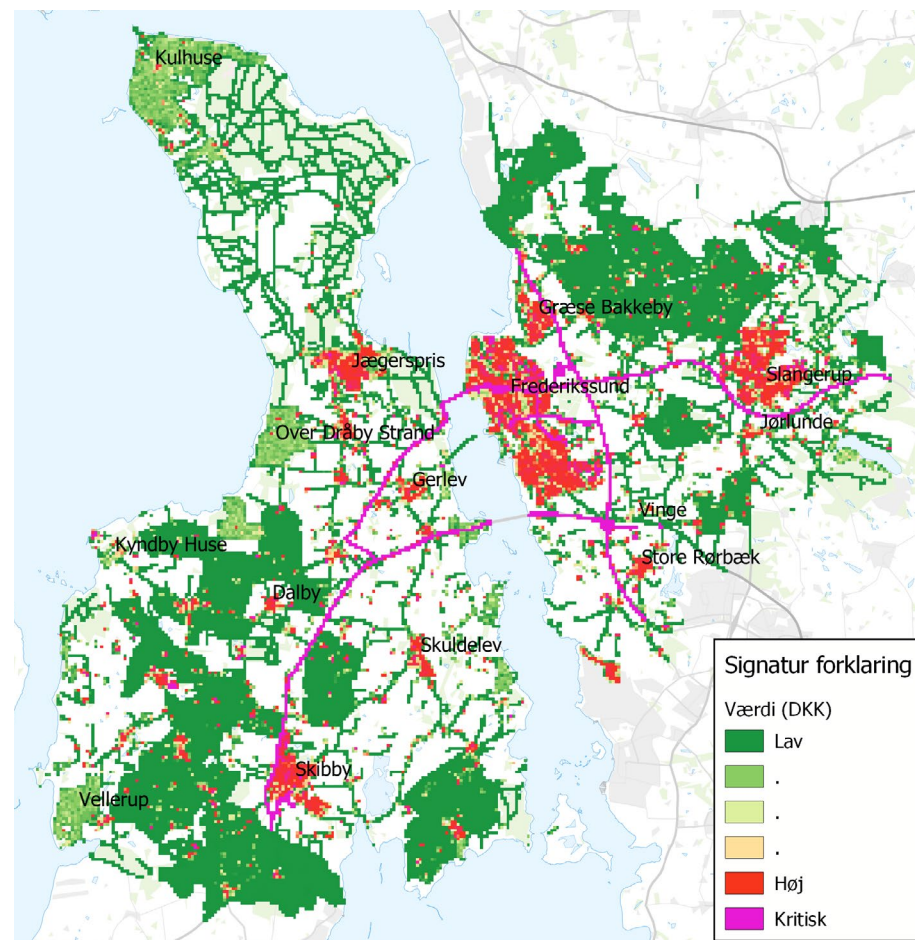 Kulhuse
Græse Bakkeby
Jægerspris
Slangerup
Frederikssund
Jørlunde
Over Dråby Strand
Gerlev
Vinge
Kyndby Huse
Store Rørbæk
Dalby
Skuldelev
Skibby
Vellerup
Signatur forklaring
Værdi (DKK)
Lav
.
.
.
Høj
Kritisk